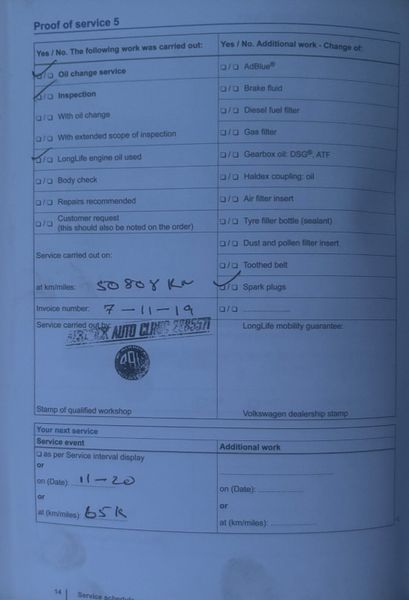 Proof of service 5
Yes / No. The following work was carried out:
☑/☐ Oil change service
☑/☐ Inspection
☐/☐ With oil change
☐/☐ With extended scope of inspection
☑/☐ LongLife engine oil used
☐/☐ Body check
☐/☐ Repairs recommended
☐/☐ Customer request
(this should also be noted on the order)
Service carried out on:
at km/miles: 50808 Km
Invoice number: 7-11-19
Service carried out by:
AUTO CLINIC
Stamp of qualified workshop
Yes / No. Additional work - Change of:
☐/☐ AdBlue®
☐/☐ Brake fluid
☐/☐ Diesel fuel filter
☐/☐ Gas filter
☐/☐ Gearbox oil: DSG®, ATF
☐/☐ Haldex coupling: oil
☐/☐ Air filter insert
☐/☐ Tyre filler bottle (sealant)
☐/☐ Dust and pollen filter insert
☐/☐ Toothed belt
☑/☐ Spark plugs
☐/☐ ....................
LongLife mobility guarantee:
Volkswagen dealership stamp
Your next service
Service event
☐ as per Service interval display
or
on (Date): 11-20
or
at (km/miles): 65K
Additional work
on (Date): ....................
or
at (km/miles): ....................
14 | Service